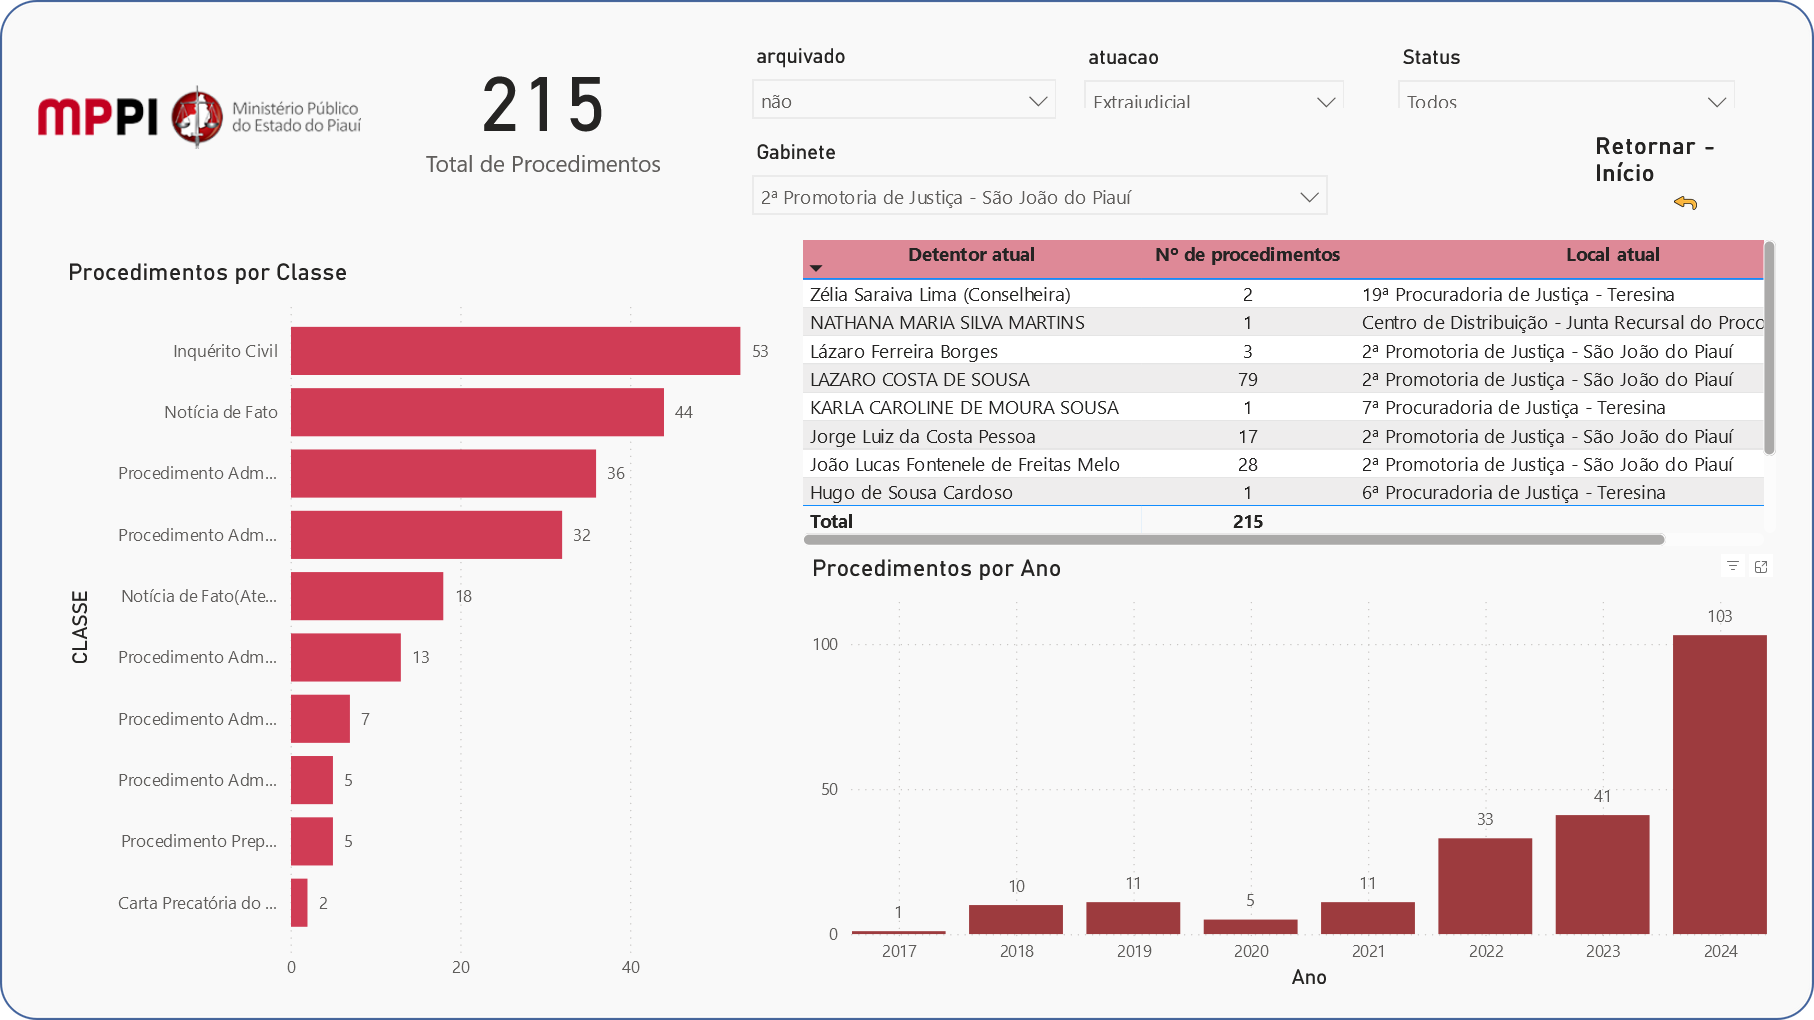 MPPI
Ministério Público
do Estado do Piauí
215
Total de Procedimentos
arquivado
não
atuacao
Extrajudicial
Status
Todos
Gabinete
2ª Promotoria de Justiça - São João do Piauí
Retornar -
Início
Procedimentos por Classe
CLASSE
Inquérito Civil 53
Notícia de Fato 44
Procedimento Adm... 36
Procedimento Adm... 32
Notícia de Fato(Ate... 18
Procedimento Adm... 13
Procedimento Adm... 7
Procedimento Adm... 5
Procedimento Prep... 5
Carta Precatória do ... 2
0 20 40
Detentor atual Nº de procedimentos Local atual
Zélia Saraiva Lima (Conselheira) 2 19ª Procuradoria de Justiça - Teresina
NATHANA MARIA SILVA MARTINS 1 Centro de Distribuição - Junta Recursal do Proco
Lázaro Ferreira Borges 3 2ª Promotoria de Justiça - São João do Piauí
LAZARO COSTA DE SOUSA 79 2ª Promotoria de Justiça - São João do Piauí
KARLA CAROLINE DE MOURA SOUSA 1 7ª Procuradoria de Justiça - Teresina
Jorge Luiz da Costa Pessoa 17 2ª Promotoria de Justiça - São João do Piauí
João Lucas Fontenele de Freitas Melo 28 2ª Promotoria de Justiça - São João do Piauí
Hugo de Sousa Cardoso 1 6ª Procuradoria de Justiça - Teresina
Total 215
Procedimentos por Ano
100
50
0
1 10 11 5 11 33 41 103
2017 2018 2019 2020 2021 2022 2023 2024
Ano